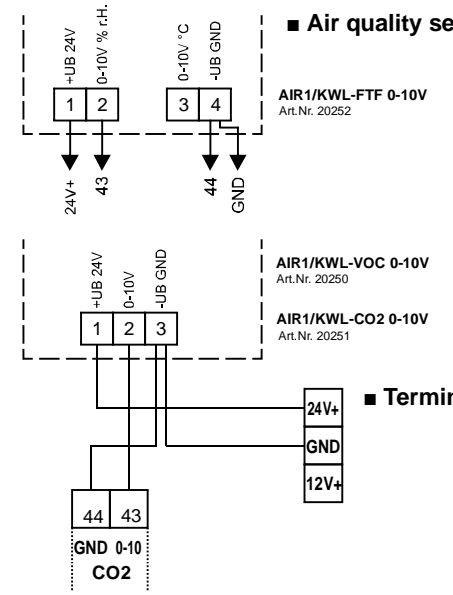 ■ Air quality se
+UB 24V
0-10V % r.H.
0-10V °C
-UB GND
1 2 3 4
AIR1/KWL-FTF 0-10V
Art.Nr. 20252
24V+
43
44
GND
+UB 24V
0-10V
-UB GND
1 2 3
AIR1/KWL-VOC 0-10V
Art.Nr. 20250
AIR1/KWL-CO2 0-10V
Art.Nr. 20251
■ Termin
24V+
GND
12V+
44 43
GND 0-10
CO2